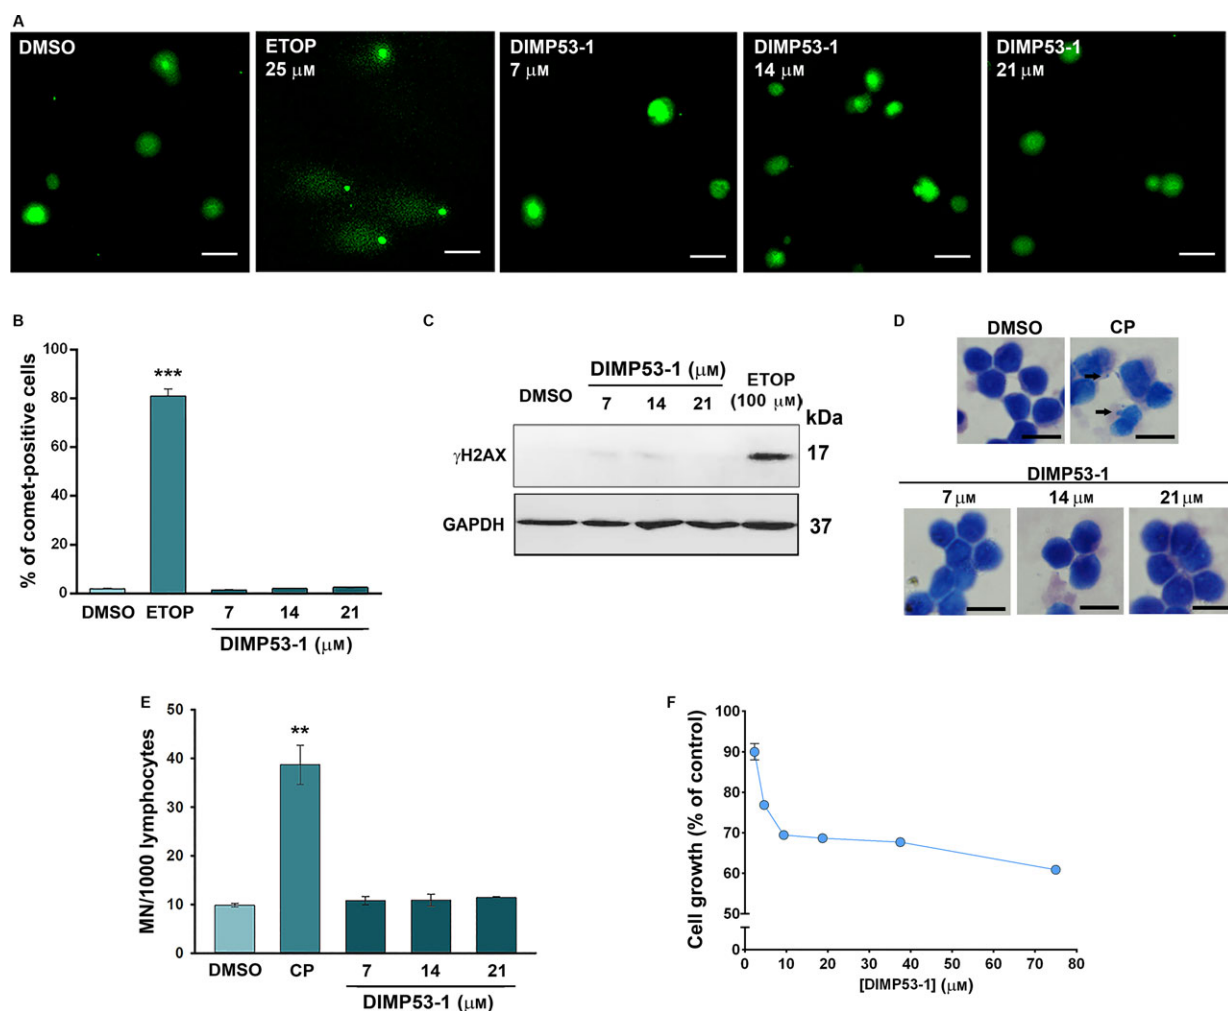 A
DMSO
ETOP
25 µM
DIMP53-1
7 µM
DIMP53-1
14 µM
DIMP53-1
21 µM
B
% of comet-positive cells
100
80
60
40
20
0
***
DMSO ETOP 7 14 21
DIMP53-1 (µM)
C
DIMP53-1 (µM)
DMSO 7 14 21
ETOP
(100 µM)
kDa
γH2AX 17
GAPDH 37
D
DMSO CP
DIMP53-1
7 µM 14 µM 21 µM
E
MN/1000 lymphocytes
50
40
30
20
10
0
**
DMSO CP 7 14 21
DIMP53-1 (µM)
F
Cell growth (% of control)
100
90
80
70
60
50
0
0 10 20 30 40 50 60 70 80
[DIMP53-1] (µM)